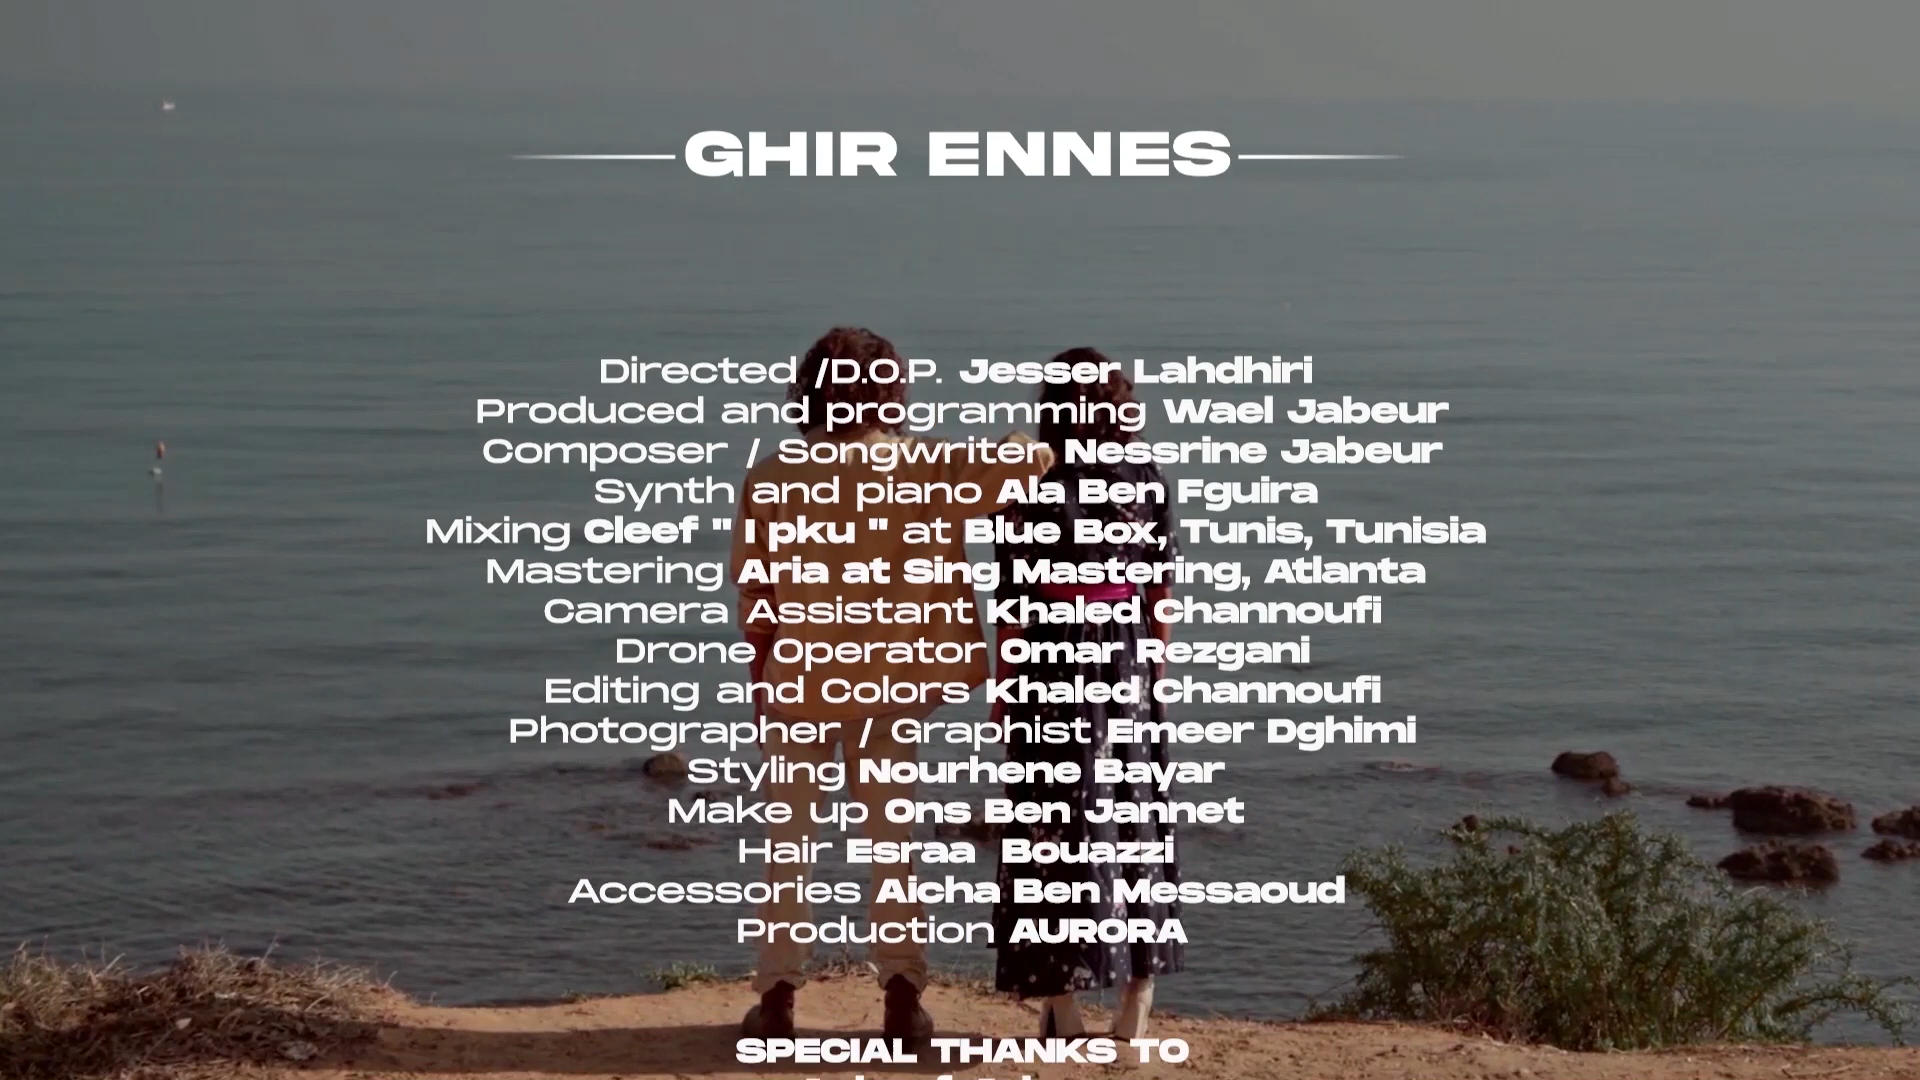 GHIR ENNES
Directed /D.O.P. Jesser Lahdhiri
Produced and programming Wael Jabeur
Composer / Songwriter Nessrine Jabeur
Synth and piano Ala Ben Fguira
Mixing Cleef " I pku " at Blue Box, Tunis, Tunisia
Mastering Aria at Sing Mastering, Atlanta
Camera Assistant Khaled Channoufi
Drone Operator Omar Rezgani
Editing and Colors Khaled Channoufi
Photographer / Graphist Emeer Dghimi
Styling Nourhene Bayar
Make up Ons Ben Jannet
Hair Esraa  Bouazzi
Accessories Aicha Ben Messaoud
Production AURORA
SPECIAL THANKS TO